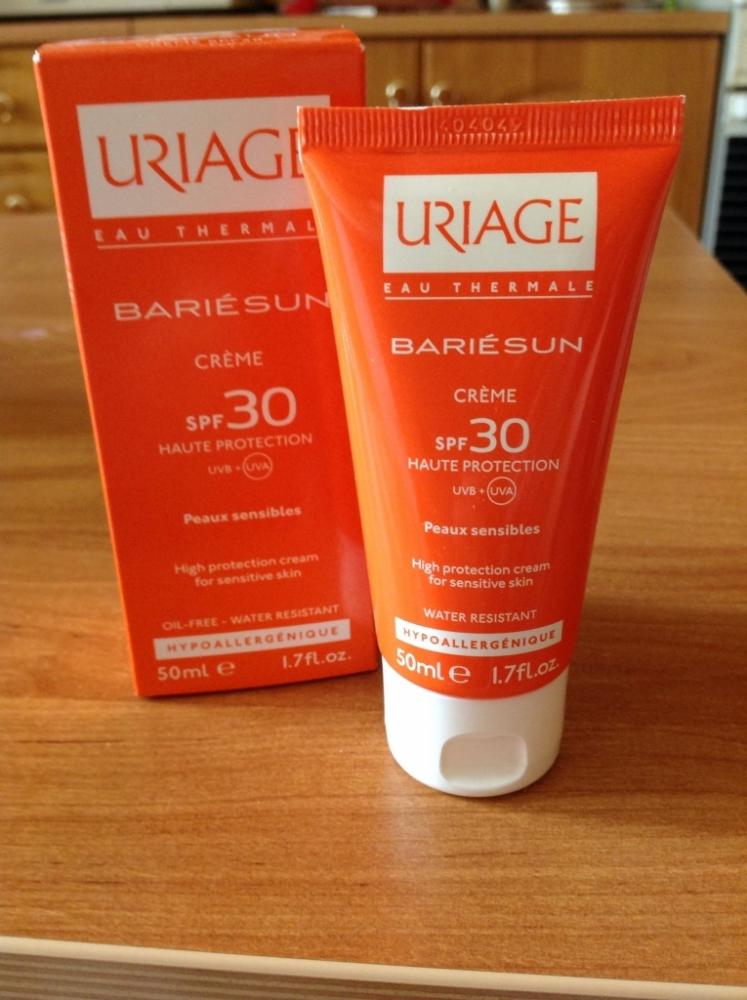 URIAGE
EAU THERMALE
BARIÉSUN
CRÈME
SPF 30
HAUTE PROTECTION
UVB + UVA
Peaux sensibles
High protection cream
for sensitive skin
OIL-FREE - WATER RESISTANT
HYPOALLERGÉNIQUE
50ml e 1.7fl.oz.
404049
URIAGE
EAU THERMALE
BARIÉSUN
CRÈME
SPF 30
HAUTE PROTECTION
UVB + UVA
Peaux sensibles
High protection cream
for sensitive skin
WATER RESISTANT
HYPOALLERGÉNIQUE
50ml e 1.7fl.oz.